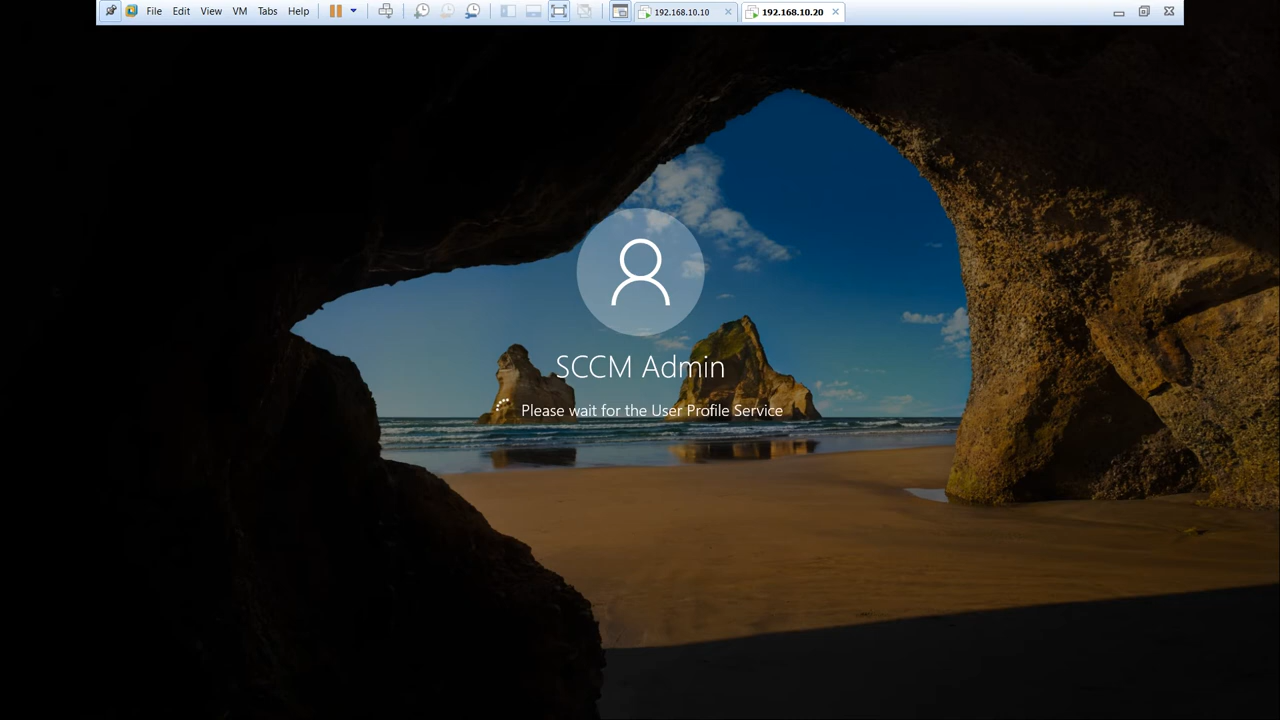 File Edit View VM Tabs Help 192.168.10.10 192.168.10.20
SCCM Admin
Please wait for the User Profile Service